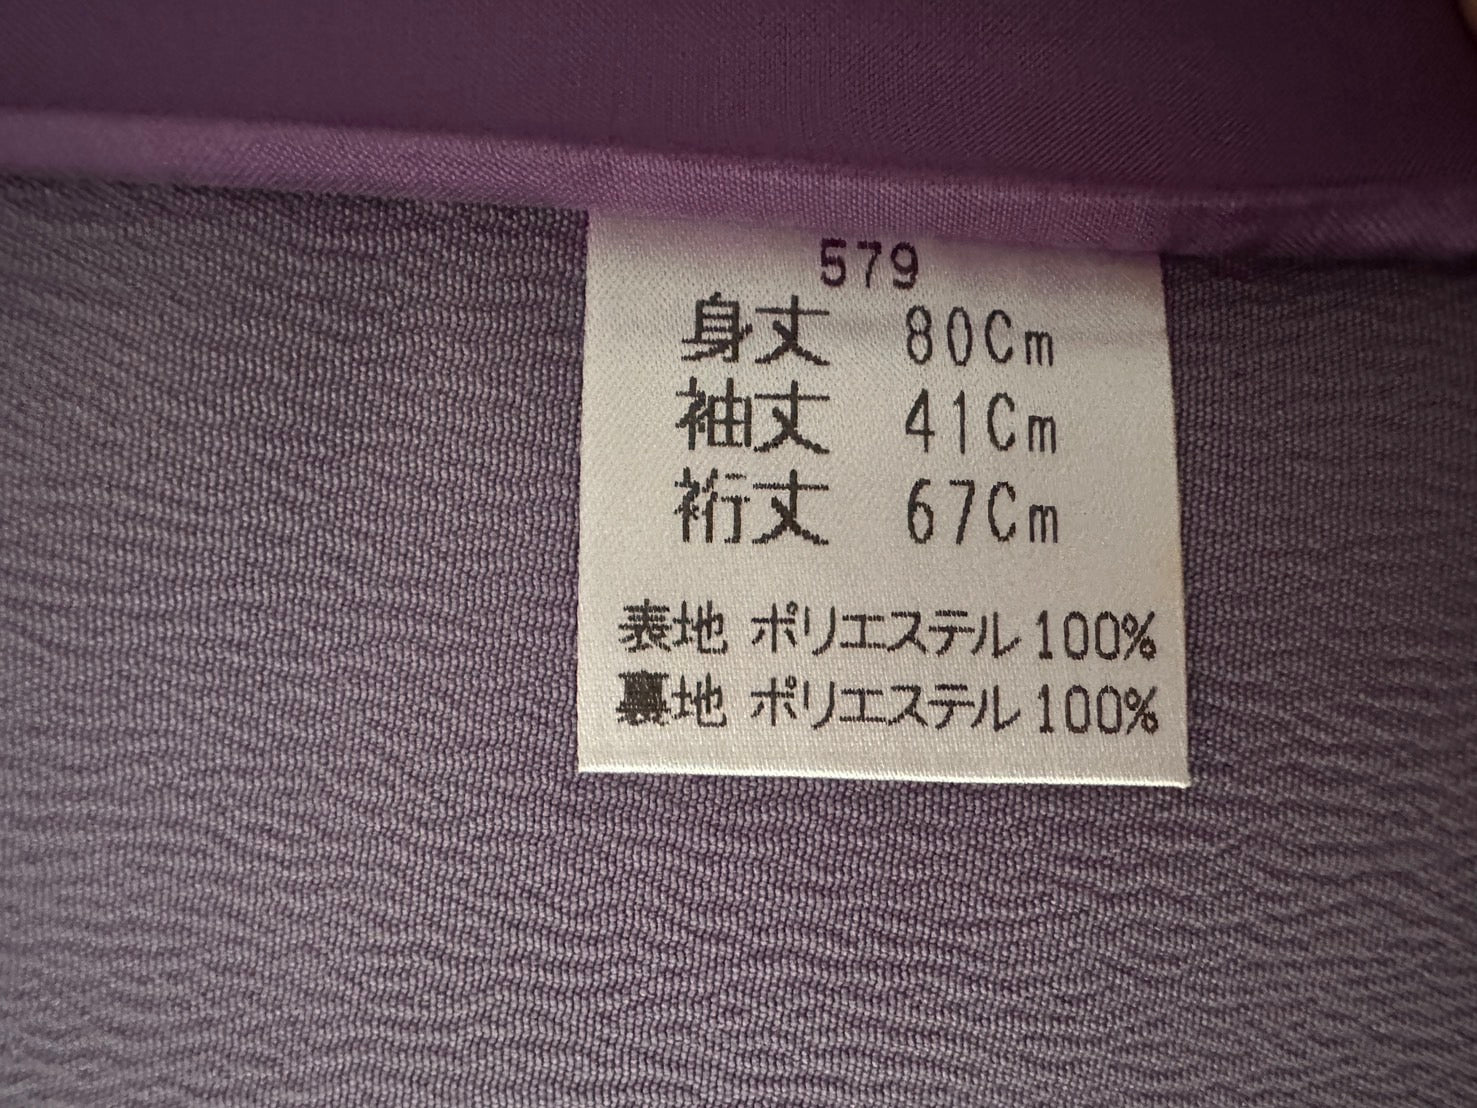 579
身丈 80Cm
袖丈 41Cm
裄丈 67Cm
表地 ポリエステル 100%
裏地 ポリエステル 100%